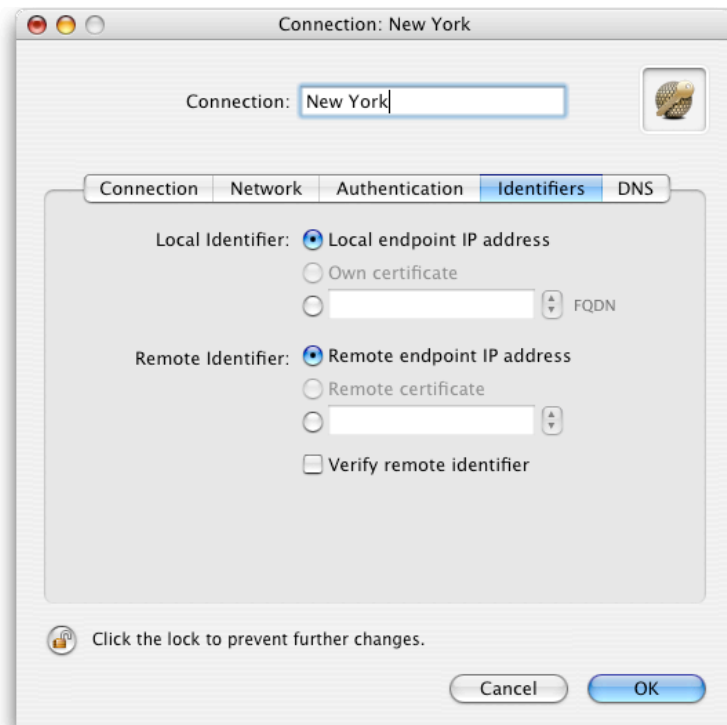 Connection: New York
Connection: New York
Connection Network Authentication Identifiers DNS
Local Identifier: Local endpoint IP address
Own certificate
FQDN
Remote Identifier: Remote endpoint IP address
Remote certificate
Verify remote identifier
Click the lock to prevent further changes.
Cancel OK